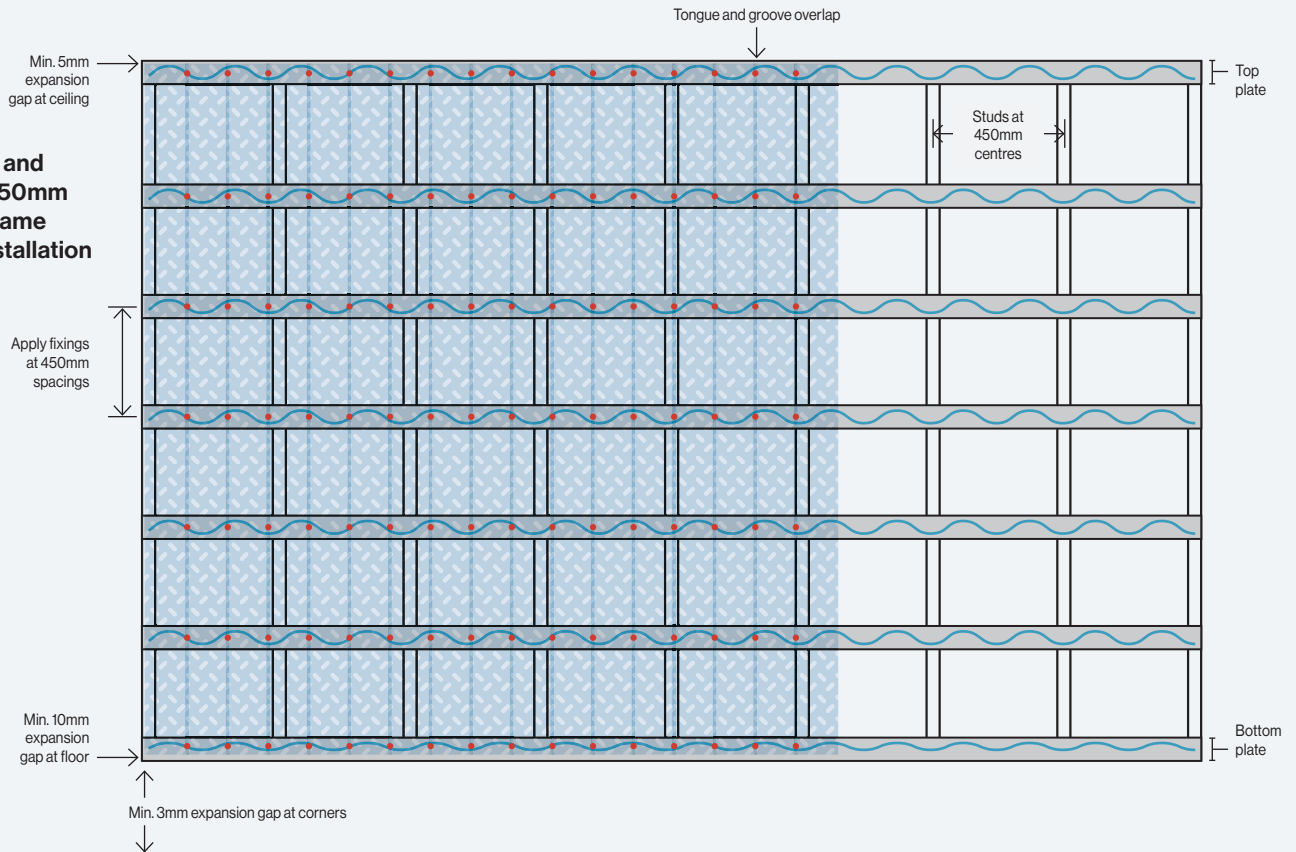 Tongue and groove overlap
Min. 5mm
expansion
gap at ceiling
Top
plate
Studs at
450mm
centres
and
50mm
ame
stallation
Apply fixings
at 450mm
spacings
Min. 10mm
expansion
gap at floor
Bottom
plate
Min. 3mm expansion gap at corners